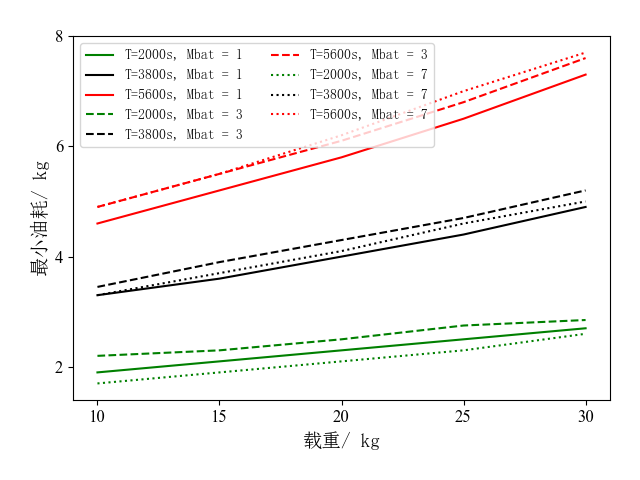 8
6
4
2
T=2000s, Mbat = 1
T=3800s, Mbat = 1
T=5600s, Mbat = 1
T=2000s, Mbat = 3
T=3800s, Mbat = 3
T=5600s, Mbat = 3
T=2000s, Mbat = 7
T=3800s, Mbat = 7
T=5600s, Mbat = 7
最小油耗/ kg
10 15 20 25 30
载重/ kg